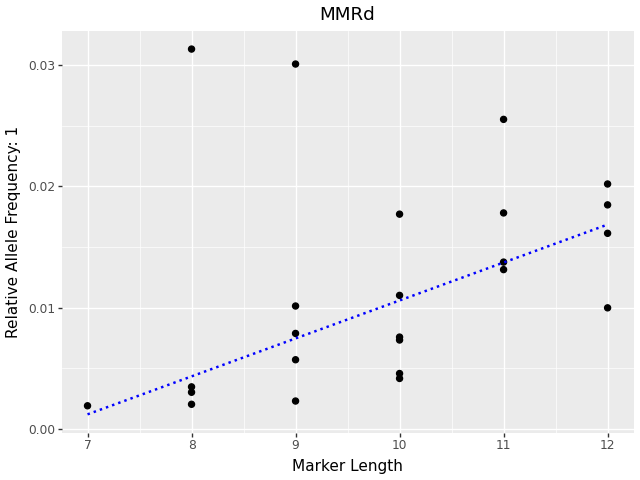 MMRd
Relative Allele Frequency: 1
0.03
0.02
0.01
0.00
7 8 9 10 11 12
Marker Length